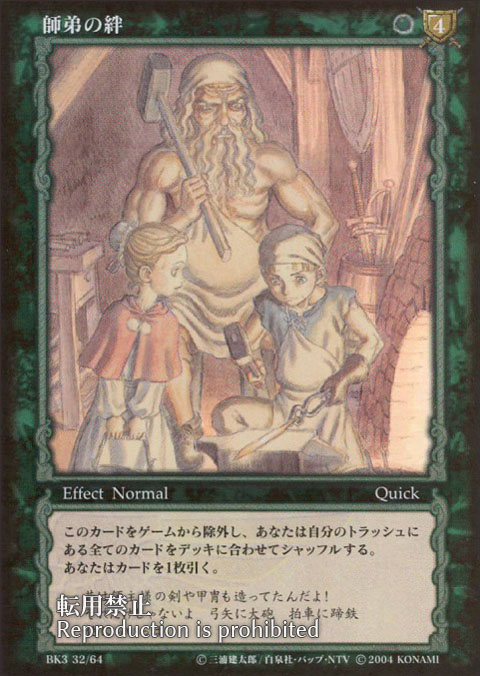 師弟の絆
4
Effect Normal Quick
このカードをゲームから除外し、あなたは自分のトラッシュに
ある全てのカードをデッキに合わせてシャッフルする。
あなたはカードを1枚引く。
の剣や甲冑も造ってたんだよ!
ないよ 弓矢に大砲 拍車に蹄鉄
転用禁止
Reproduction is prohibited
BK3 32/64 © 三浦建太郎/白泉社・バップ・NTV © 2004 KONAMI